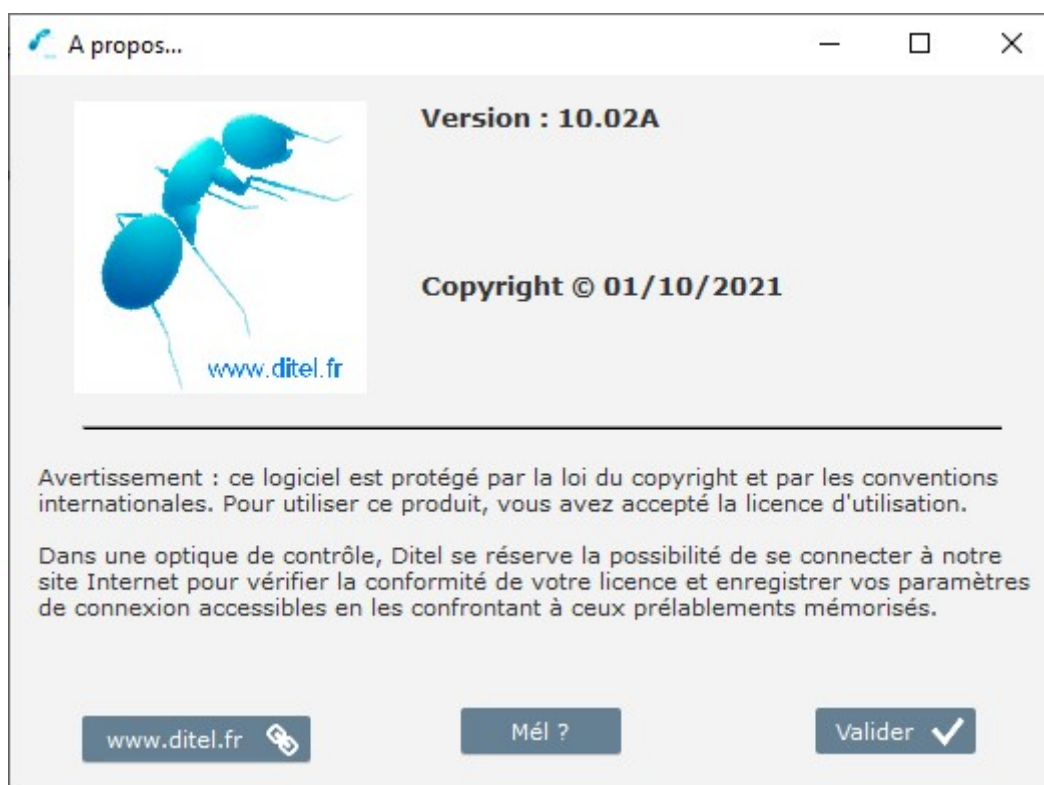 A propos...
Version : 10.02A
Copyright © 01/10/2021
www.ditel.fr
Avertissement : ce logiciel est protégé par la loi du copyright et par les conventions
internationales. Pour utiliser ce produit, vous avez accepté la licence d'utilisation.
Dans une optique de contrôle, Ditel se réserve la possibilité de se connecter à notre
site Internet pour vérifier la conformité de votre licence et enregistrer vos paramètres
de connexion accessibles en les confrontant à ceux prélablements mémorisés.
www.ditel.fr
Mél ?
Valider